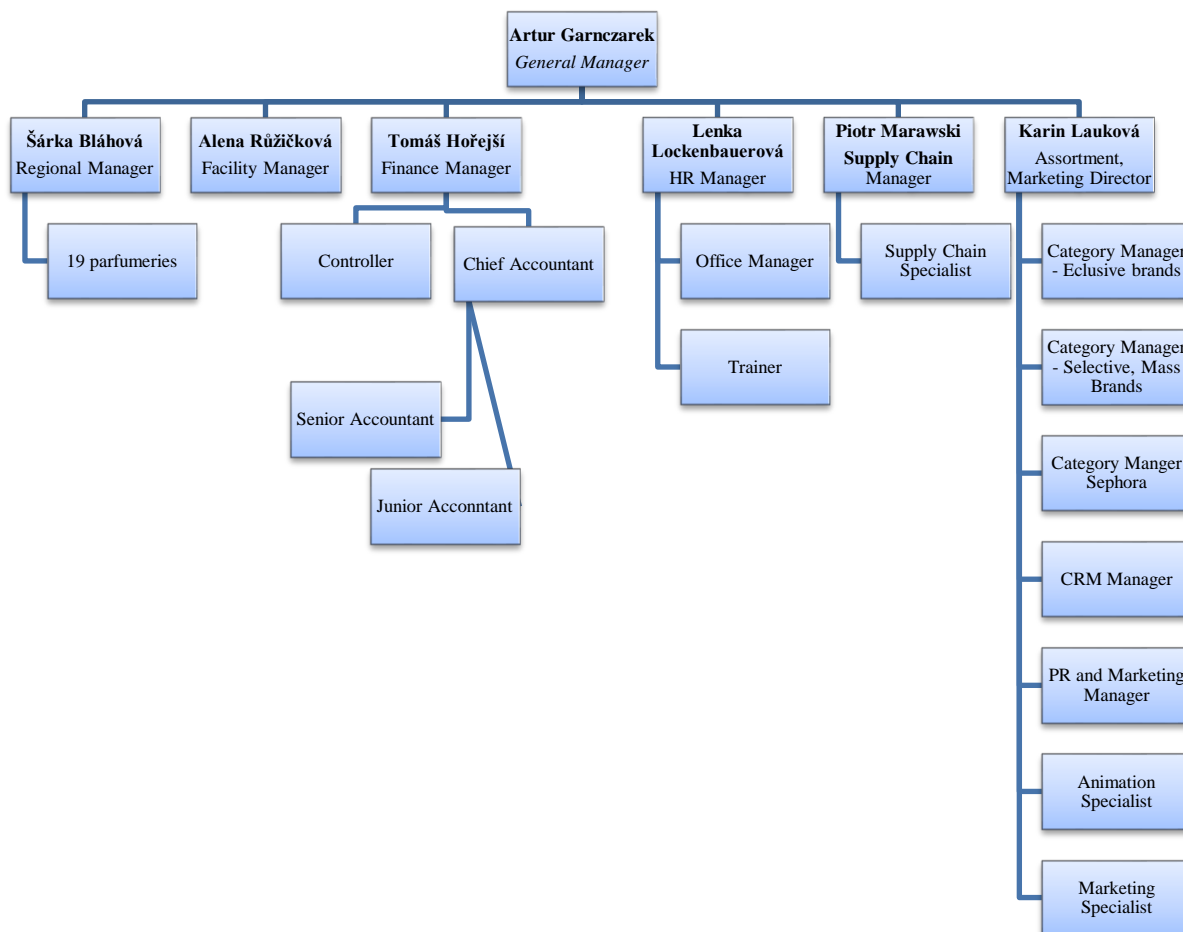 Artur Garnczarek
General Manager
Šárka Bláhová
Regional Manager
Alena Růžičková
Facility Manager
Tomáš Hořejší
Finance Manager
Lenka
Lockenbauerová
HR Manager
Piotr Marawski
Supply Chain
Manager
Karin Lauková
Assortment,
Marketing Director
19 parfumeries
Controller
Chief Accountant
Office Manager
Supply Chain
Specialist
Category Manager
- Eclusive brands
Trainer
Category Manager
- Selective, Mass
Brands
Senior Accountant
Category Manger
Sephora
Junior Acconntant
CRM Manager
PR and Marketing
Manager
Animation
Specialist
Marketing
Specialist